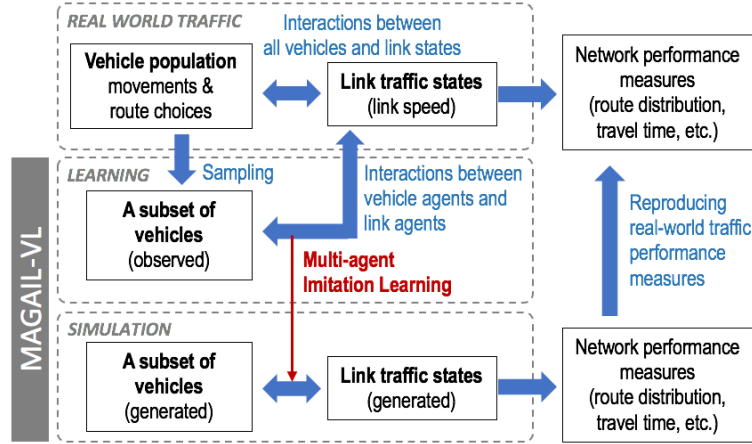 REAL WORLD TRAFFIC
Interactions between
all vehicles and link states
Vehicle population
movements &
route choices
Link traffic states
(link speed)
Network performance
measures
(route distribution,
travel time, etc.)
MAGAIL-VL
LEARNING
Sampling
A subset of
vehicles
(observed)
Interactions between
vehicle agents and
link agents
Multi-agent
Imitation Learning
Reproducing
real-world traffic
performance
measures
SIMULATION
A subset of
vehicles
(generated)
Link traffic states
(generated)
Network performance
measures
(route distribution,
travel time, etc.)